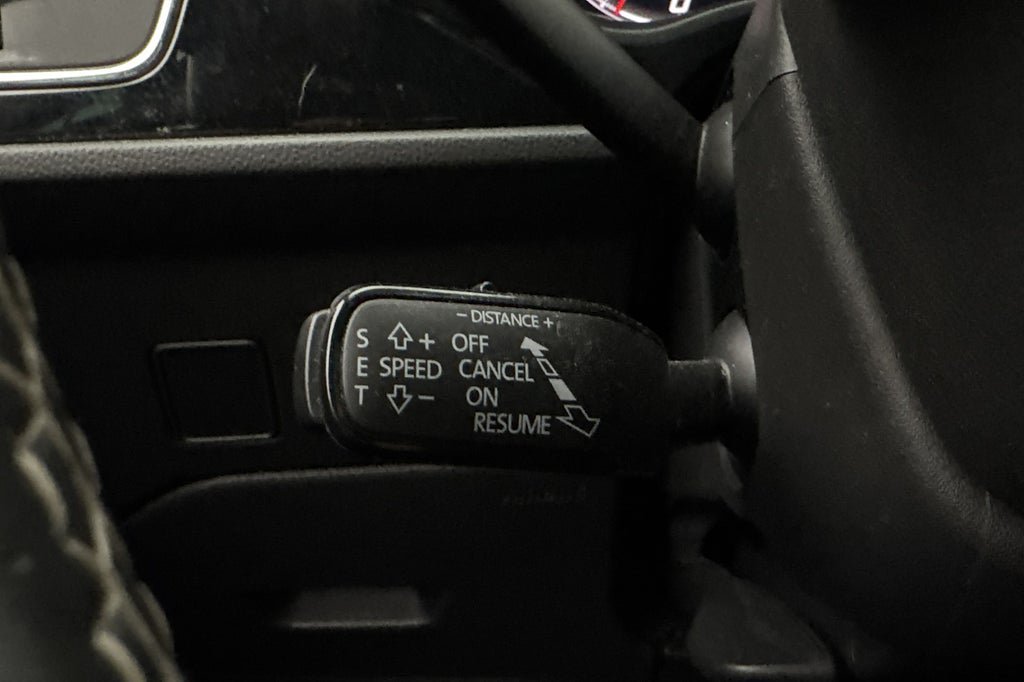 − DISTANCE +
S + OFF
E SPEED CANCEL
T − ON
RESUME